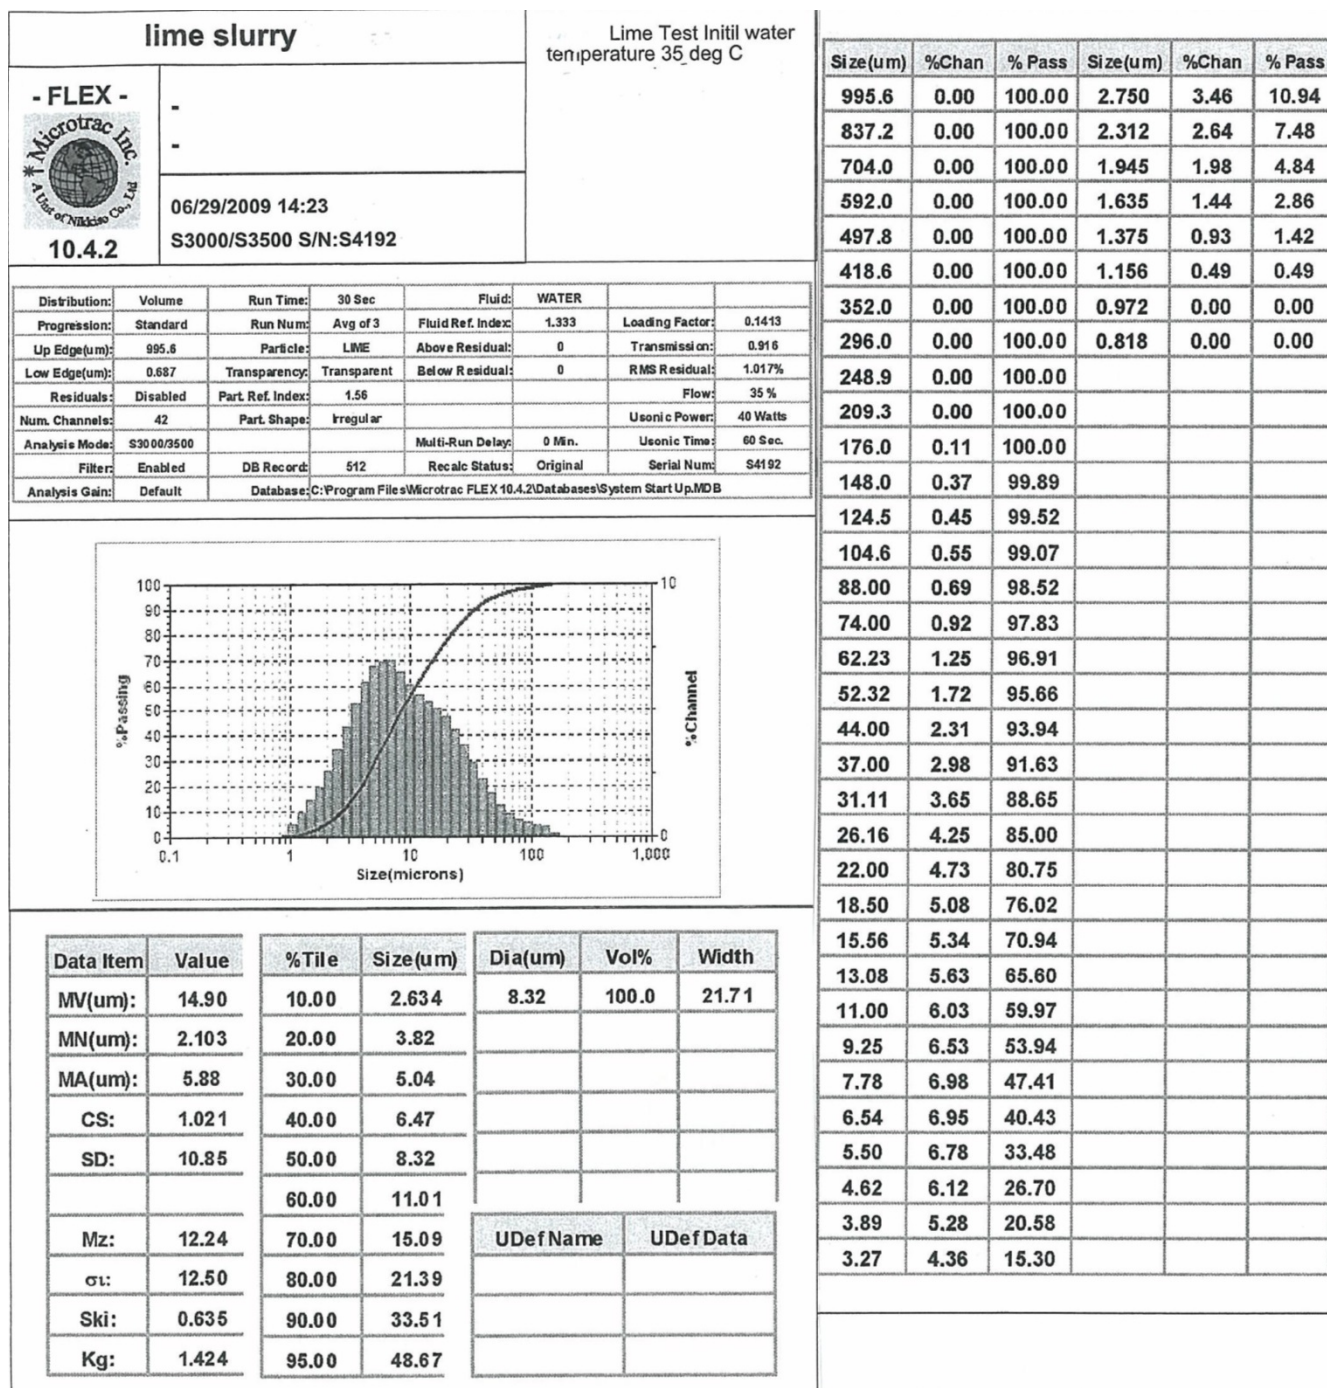 lime slurry
Lime Test Initil water
temperature 35 deg C
- FLEX -
Microtrac Inc.
A Unit of Nikkiso Co., Ltd
10.4.2
-
-
06/29/2009 14:23
S3000/S3500 S/N:S4192
Distribution: Volume Run Time: 30 Sec Fluid: WATER
Progression: Standard Run Num: Avg of 3 Fluid Ref. Index: 1.333 Loading Factor: 0.1413
Up Edge(um): 995.6 Particle: LIME Above Residual: 0 Transmission: 0.916
Low Edge(um): 0.687 Transparency: Transparent Below Residual: 0 RMS Residual: 1.017%
Residuals: Disabled Part. Ref. Index: 1.56 Flow: 35 %
Num. Channels: 42 Part. Shape: Irregular Usonic Power: 40 Watts
Analysis Mode: S3000/3500 Multi-Run Delay: 0 Min. Usonic Time: 60 Sec.
Filter: Enabled DB Record: 512 Recalc Status: Original Serial Num: S4192
Analysis Gain: Default Database: C:\Program Files\Microtrac FLEX 10.4.2\Databases\System Start Up.MDB
%Passing
100
90
80
70
60
50
40
30
20
10
0
0.1 1 10 100 1,000
Size(microns)
10
0
%Channel
Data Item Value
MV(um): 14.90
MN(um): 2.103
MA(um): 5.88
CS: 1.021
SD: 10.85
Mz: 12.24
σι: 12.50
Ski: 0.635
Kg: 1.424
%Tile Size(um)
10.00 2.634
20.00 3.82
30.00 5.04
40.00 6.47
50.00 8.32
60.00 11.01
70.00 15.09
80.00 21.39
90.00 33.51
95.00 48.67
Dia(um) Vol% Width
8.32 100.0 21.71
UDef Name UDef Data
Size(um) %Chan % Pass Size(um) %Chan % Pass
995.6 0.00 100.00 2.750 3.46 10.94
837.2 0.00 100.00 2.312 2.64 7.48
704.0 0.00 100.00 1.945 1.98 4.84
592.0 0.00 100.00 1.635 1.44 2.86
497.8 0.00 100.00 1.375 0.93 1.42
418.6 0.00 100.00 1.156 0.49 0.49
352.0 0.00 100.00 0.972 0.00 0.00
296.0 0.00 100.00 0.818 0.00 0.00
248.9 0.00 100.00
209.3 0.00 100.00
176.0 0.11 100.00
148.0 0.37 99.89
124.5 0.45 99.52
104.6 0.55 99.07
88.00 0.69 98.52
74.00 0.92 97.83
62.23 1.25 96.91
52.32 1.72 95.66
44.00 2.31 93.94
37.00 2.98 91.63
31.11 3.65 88.65
26.16 4.25 85.00
22.00 4.73 80.75
18.50 5.08 76.02
15.56 5.34 70.94
13.08 5.63 65.60
11.00 6.03 59.97
9.25 6.53 53.94
7.78 6.98 47.41
6.54 6.95 40.43
5.50 6.78 33.48
4.62 6.12 26.70
3.89 5.28 20.58
3.27 4.36 15.30